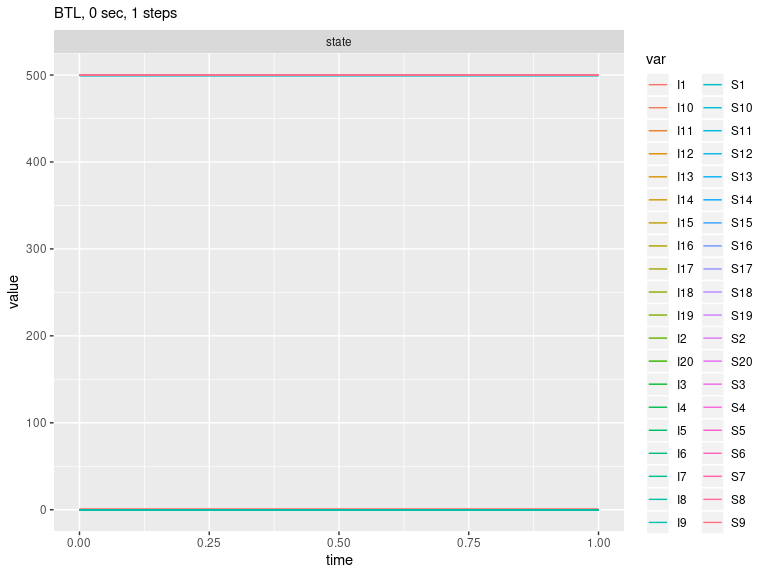 BTL, 0 sec, 1 steps
state
500
400
300
200
100
0
value
0.00 0.25 0.50 0.75 1.00
time
var
I1 S1
I10 S10
I11 S11
I12 S12
I13 S13
I14 S14
I15 S15
I16 S16
I17 S17
I18 S18
I19 S19
I2 S2
I20 S20
I3 S3
I4 S4
I5 S5
I6 S6
I7 S7
I8 S8
I9 S9